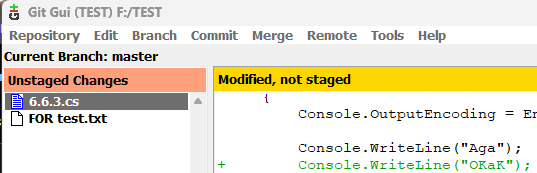 Git Gui (TEST) F:/TEST
Repository Edit Branch Commit Merge Remote Tools Help
Current Branch: master
Unstaged Changes
6.6.3.cs
FOR test.txt
Modified, not staged
{
Console.OutputEncoding = En
Console.WriteLine("Aga");
+ Console.WriteLine("OKaK");